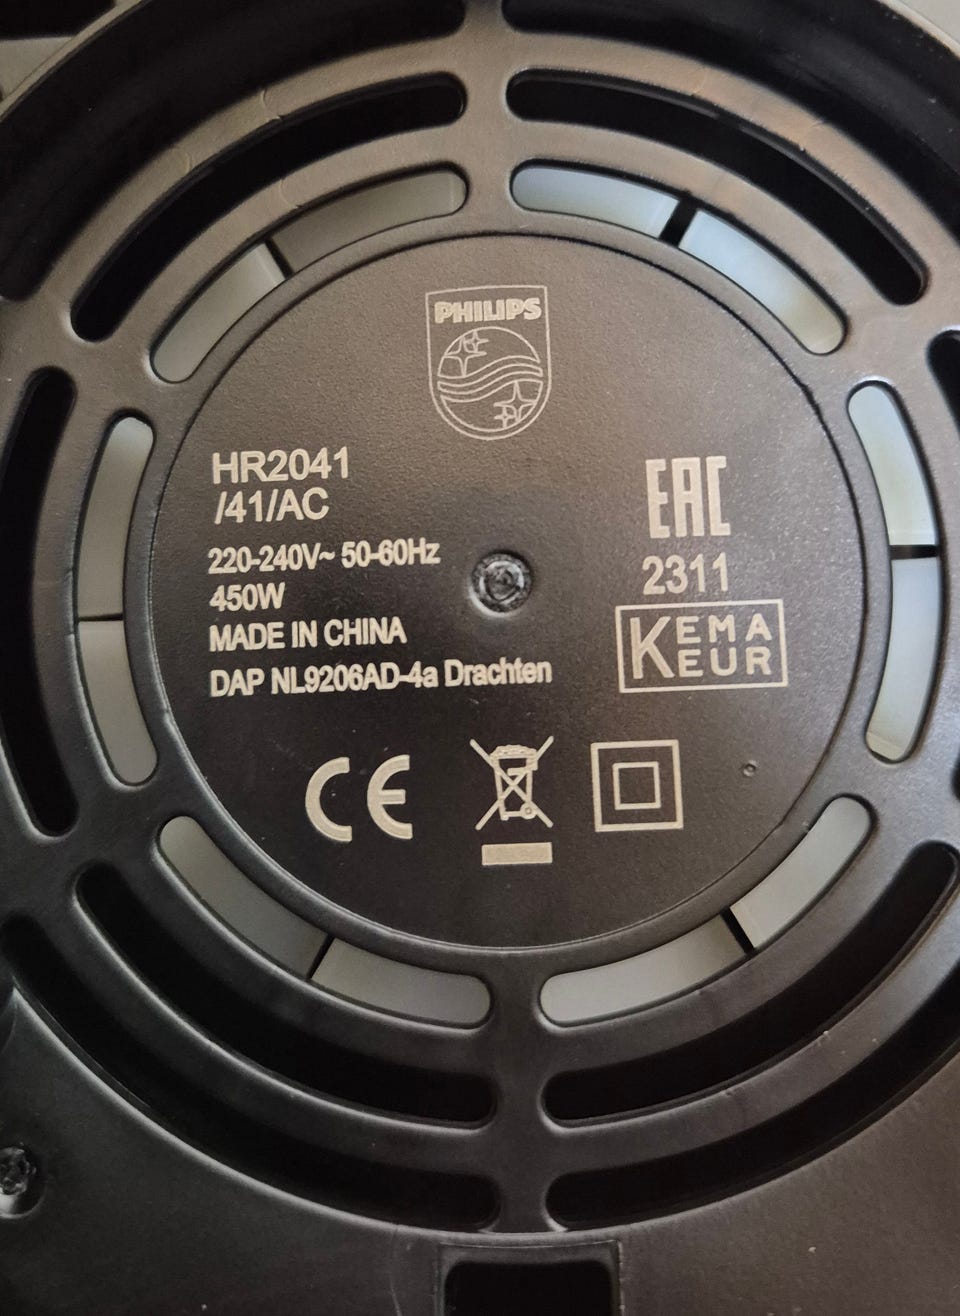 PHILIPS
HR2041
/41/AC
220-240V~ 50-60Hz
450W
MADE IN CHINA
DAP NL9206AD-4a Drachten
EAC
2311
KEMA
KEUR
CE